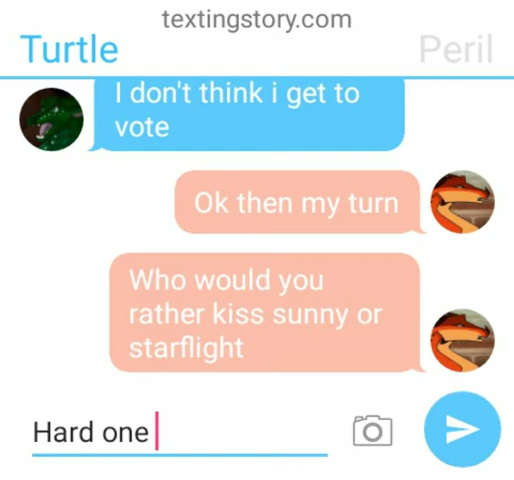 textingstory.com
Turtle
Peril
I don't think i get to
vote
Ok then my turn
Who would you
rather kiss sunny or
starflight
Hard one